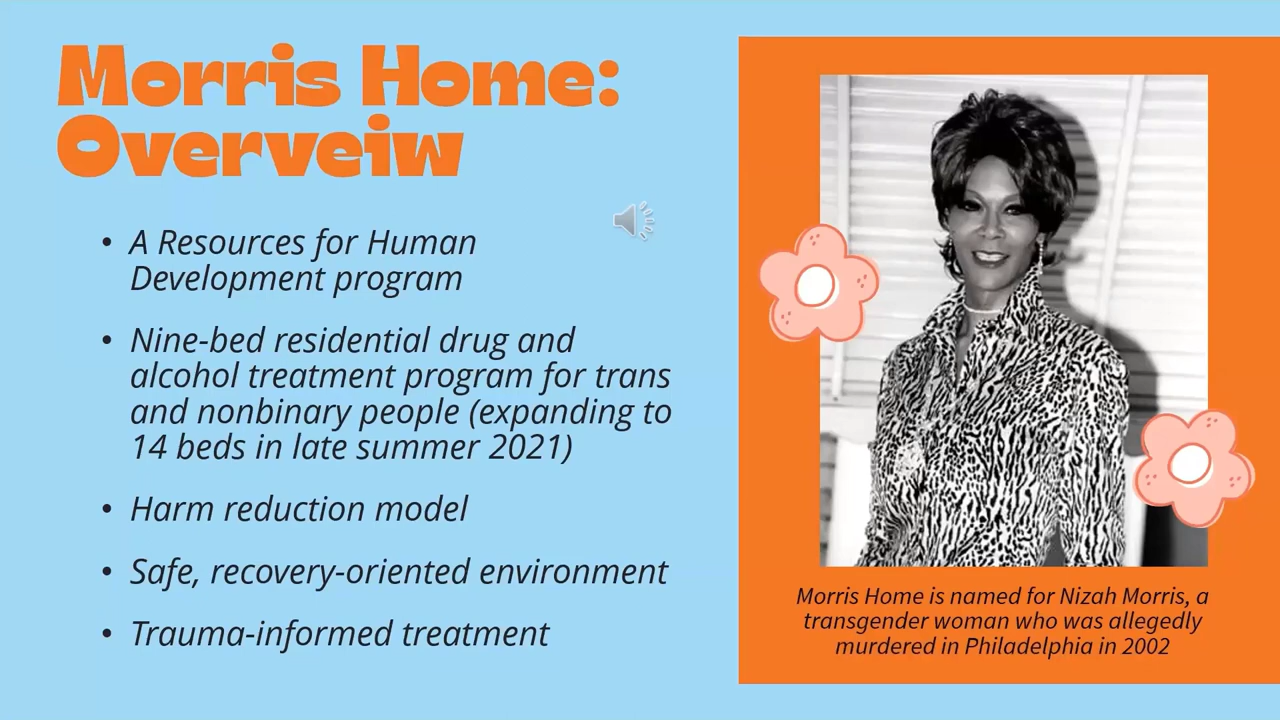 Morris Home:
Overveiw
• A Resources for Human
Development program
• Nine-bed residential drug and
alcohol treatment program for trans
and nonbinary people (expanding to
14 beds in late summer 2021)
• Harm reduction model
• Safe, recovery-oriented environment
• Trauma-informed treatment
Morris Home is named for Nizah Morris, a
transgender woman who was allegedly
murdered in Philadelphia in 2002